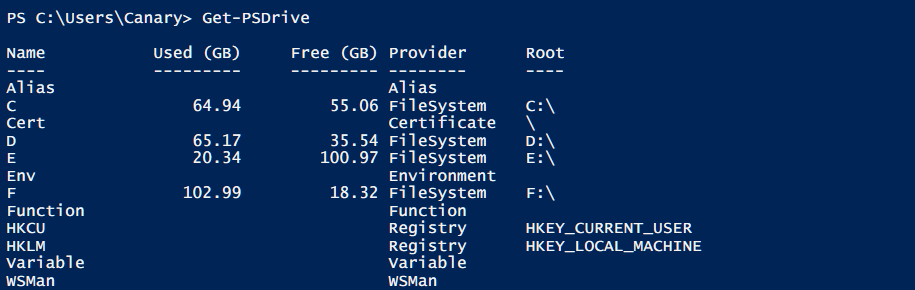 PS C:\Users\Canary> Get-PSDrive
Name Used (GB) Free (GB) Provider Root
---- --------- --------- -------- ----
Alias Alias
C 64.94 55.06 FileSystem C:\
Cert Certificate \
D 65.17 35.54 FileSystem D:\
E 20.34 100.97 FileSystem E:\
Env Environment
F 102.99 18.32 FileSystem F:\
Function Function
HKCU Registry HKEY_CURRENT_USER
HKLM Registry HKEY_LOCAL_MACHINE
Variable Variable
WSMan WSMan